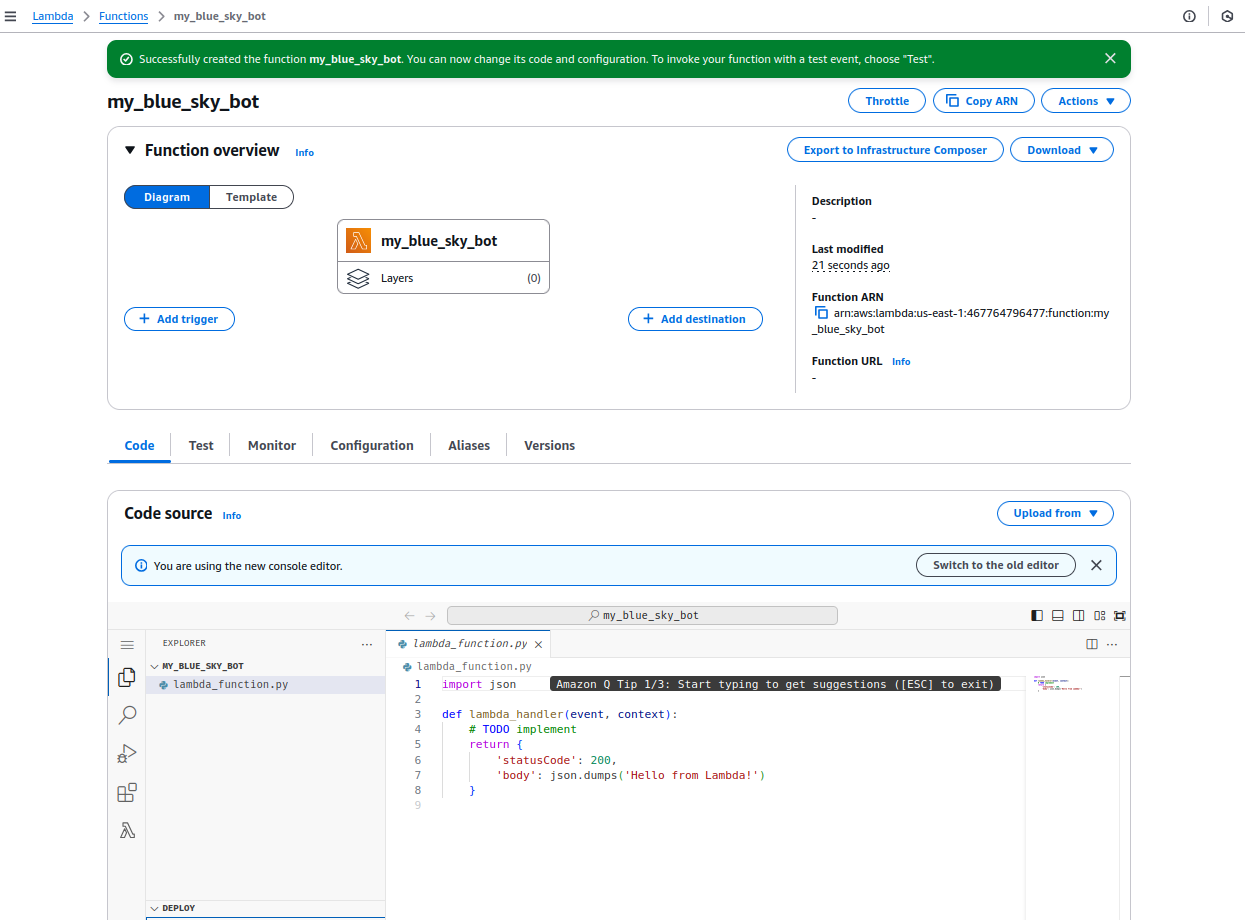 Lambda > Functions > my_blue_sky_bot
Successfully created the function my_blue_sky_bot. You can now change its code and configuration. To invoke your function with a test event, choose "Test".
my_blue_sky_bot
Throttle
Copy ARN
Actions
Function overview
Info
Export to Infrastructure Composer
Download
Diagram
Template
my_blue_sky_bot
Layers
(0)
+ Add trigger
+ Add destination
Description
-
Last modified
21 seconds ago
Function ARN
arn:aws:lambda:us-east-1:467764796477:function:my
_blue_sky_bot
Function URL
Info
-
Code
Test
Monitor
Configuration
Aliases
Versions
Code source
Info
Upload from
You are using the new console editor.
Switch to the old editor
my_blue_sky_bot
EXPLORER
MY_BLUE_SKY_BOT
lambda_function.py
DEPLOY
lambda_function.py
lambda_function.py
1 import json
Amazon Q Tip 1/3: Start typing to get suggestions ([ESC] to exit)
2
3 def lambda_handler(event, context):
4     # TODO implement
5     return {
6         'statusCode': 200,
7         'body': json.dumps('Hello from Lambda!')
8     }
9